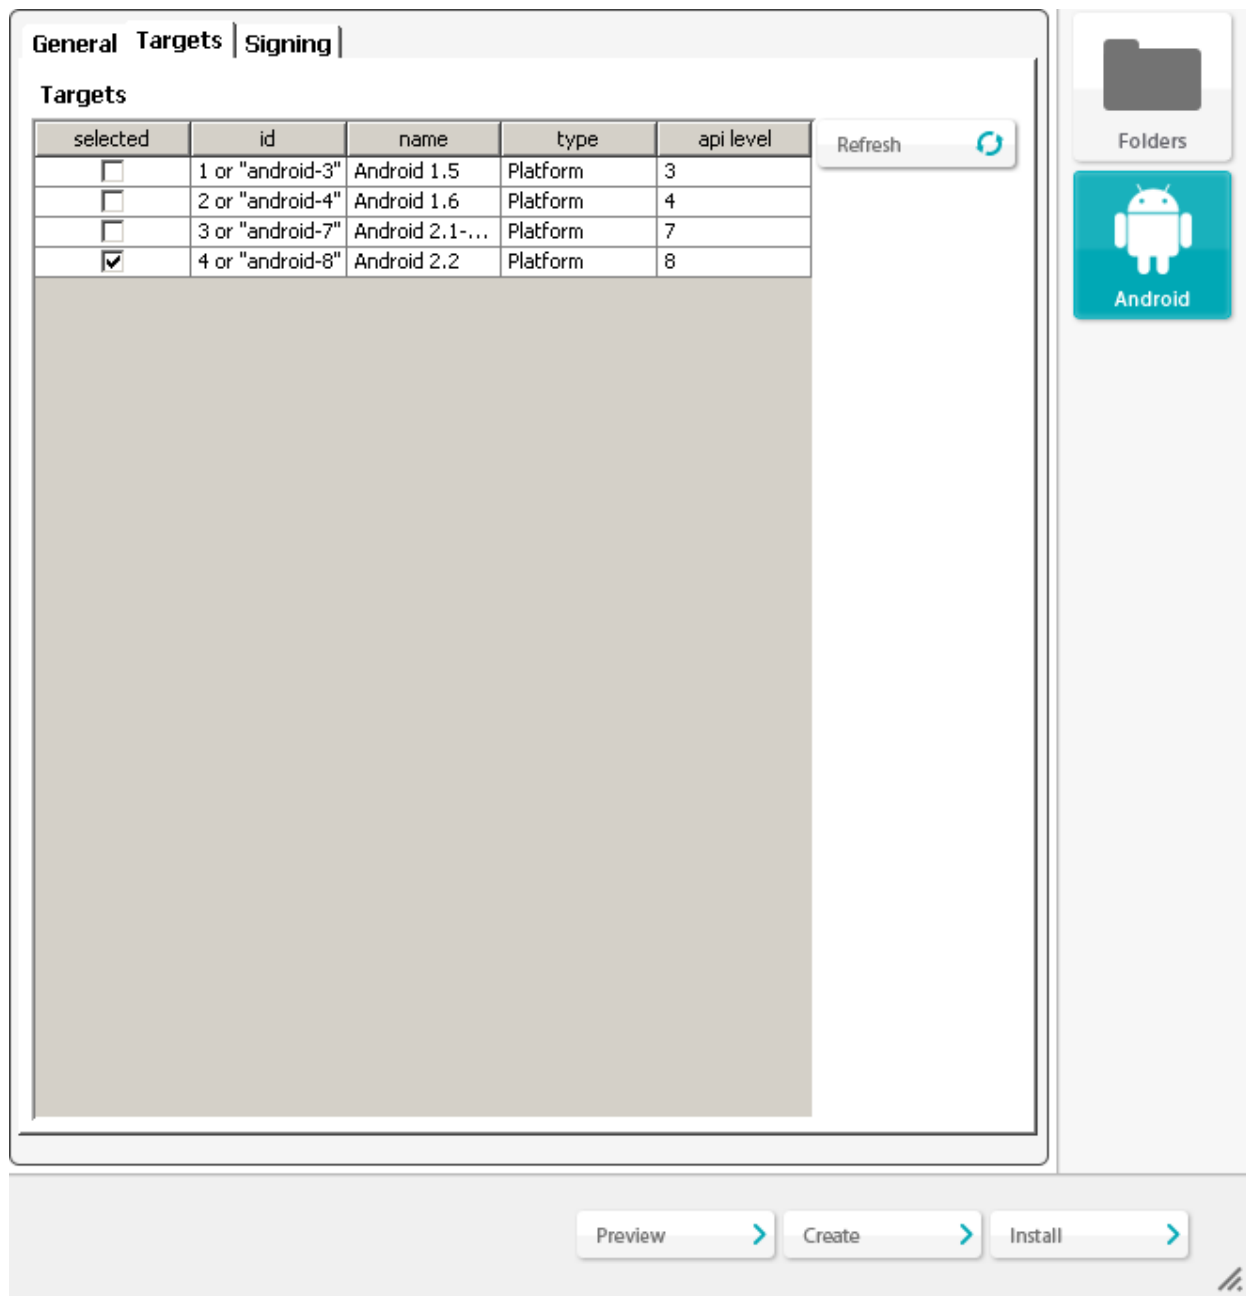 General Targets Signing
Targets
selected id name type api level
1 or "android-3" Android 1.5 Platform 3
2 or "android-4" Android 1.6 Platform 4
3 or "android-7" Android 2.1-... Platform 7
4 or "android-8" Android 2.2 Platform 8
Refresh
Folders
Android
Preview Create Install